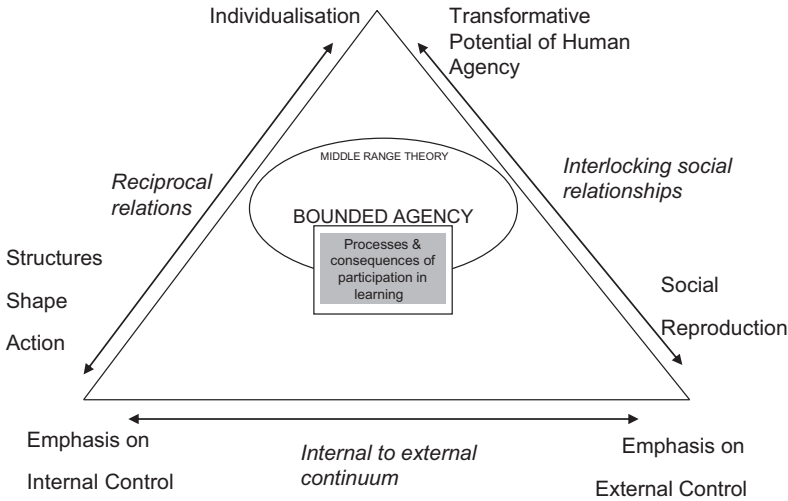 Individualisation
Transformative
Potential of Human
Agency
MIDDLE RANGE THEORY
Reciprocal
relations
Interlocking social
relationships
BOUNDED AGENCY
Processes &
consequences of
participation in
learning
Structures
Shape
Action
Social
Reproduction
Emphasis on
Internal Control
Internal to external
continuum
Emphasis on
External Control